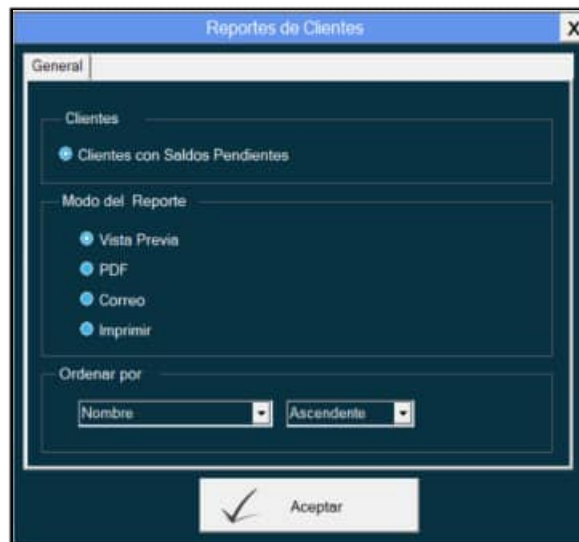 Reportes de Clientes X
General
Clientes
Clientes con Saldos Pendientes
Modo del Reporte
Vista Previa
PDF
Correo
Imprimir
Ordenar por
Nombre Ascendente
Aceptar